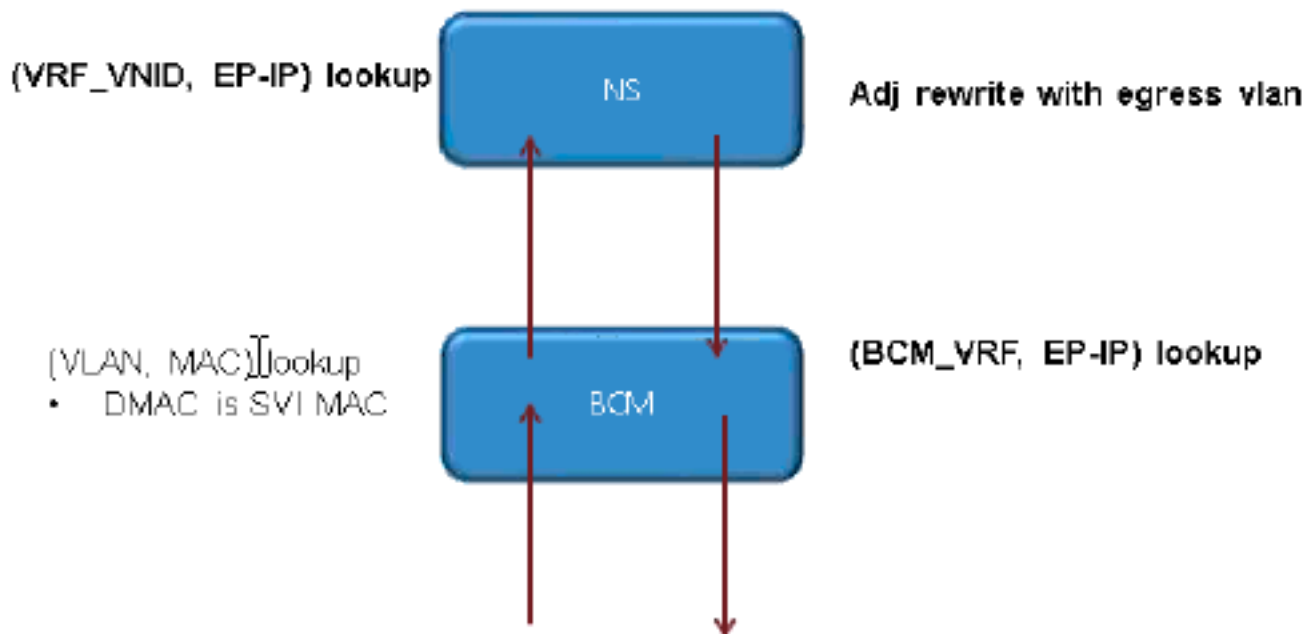 (VRF_VNID, EP-IP) lookup
NS
Adj rewrite with egress vlan
(VLAN, MAC) lookup
• DMAC is SVI MAC
BCM
(BCM_VRF, EP-IP) lookup